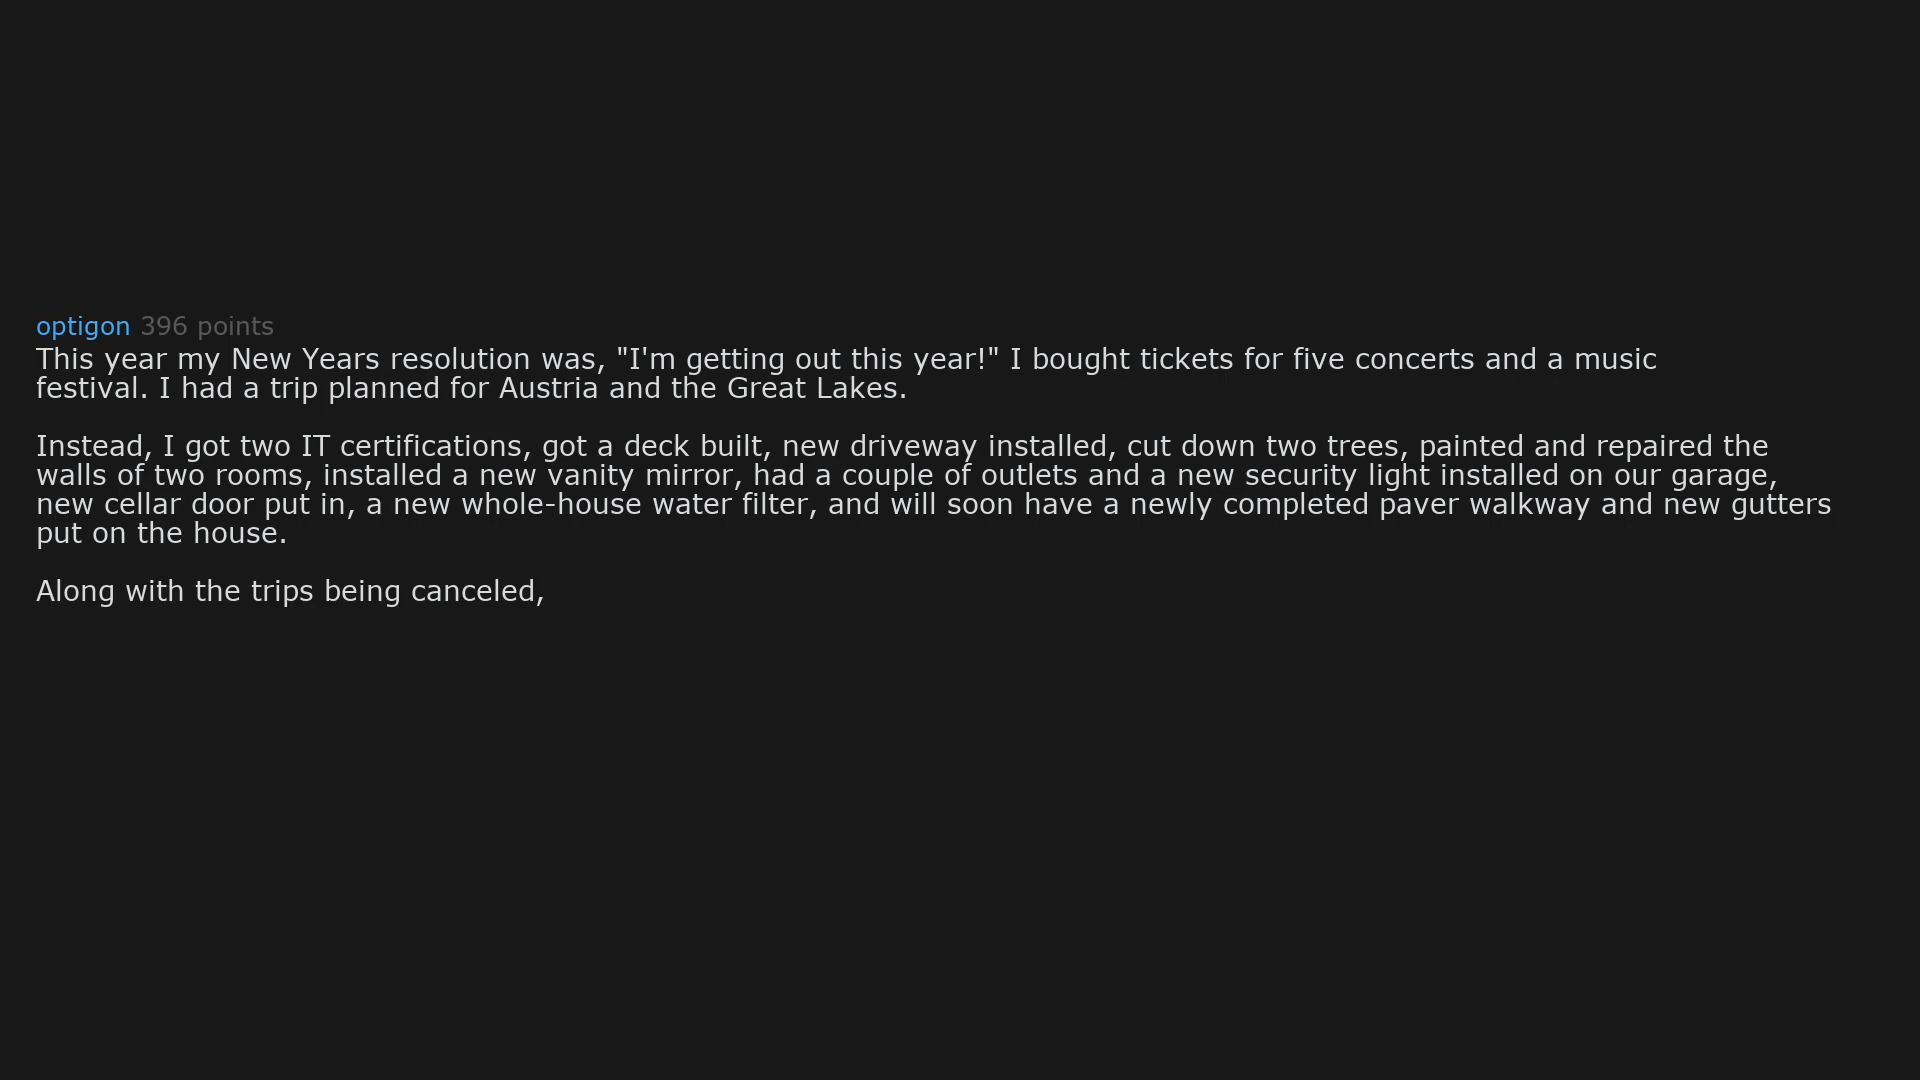 optigon 396 points
This year my New Years resolution was, "I'm getting out this year!" I bought tickets for five concerts and a music
festival. I had a trip planned for Austria and the Great Lakes.
Instead, I got two IT certifications, got a deck built, new driveway installed, cut down two trees, painted and repaired the
walls of two rooms, installed a new vanity mirror, had a couple of outlets and a new security light installed on our garage,
new cellar door put in, a new whole-house water filter, and will soon have a newly completed paver walkway and new gutters
put on the house.
Along with the trips being canceled,